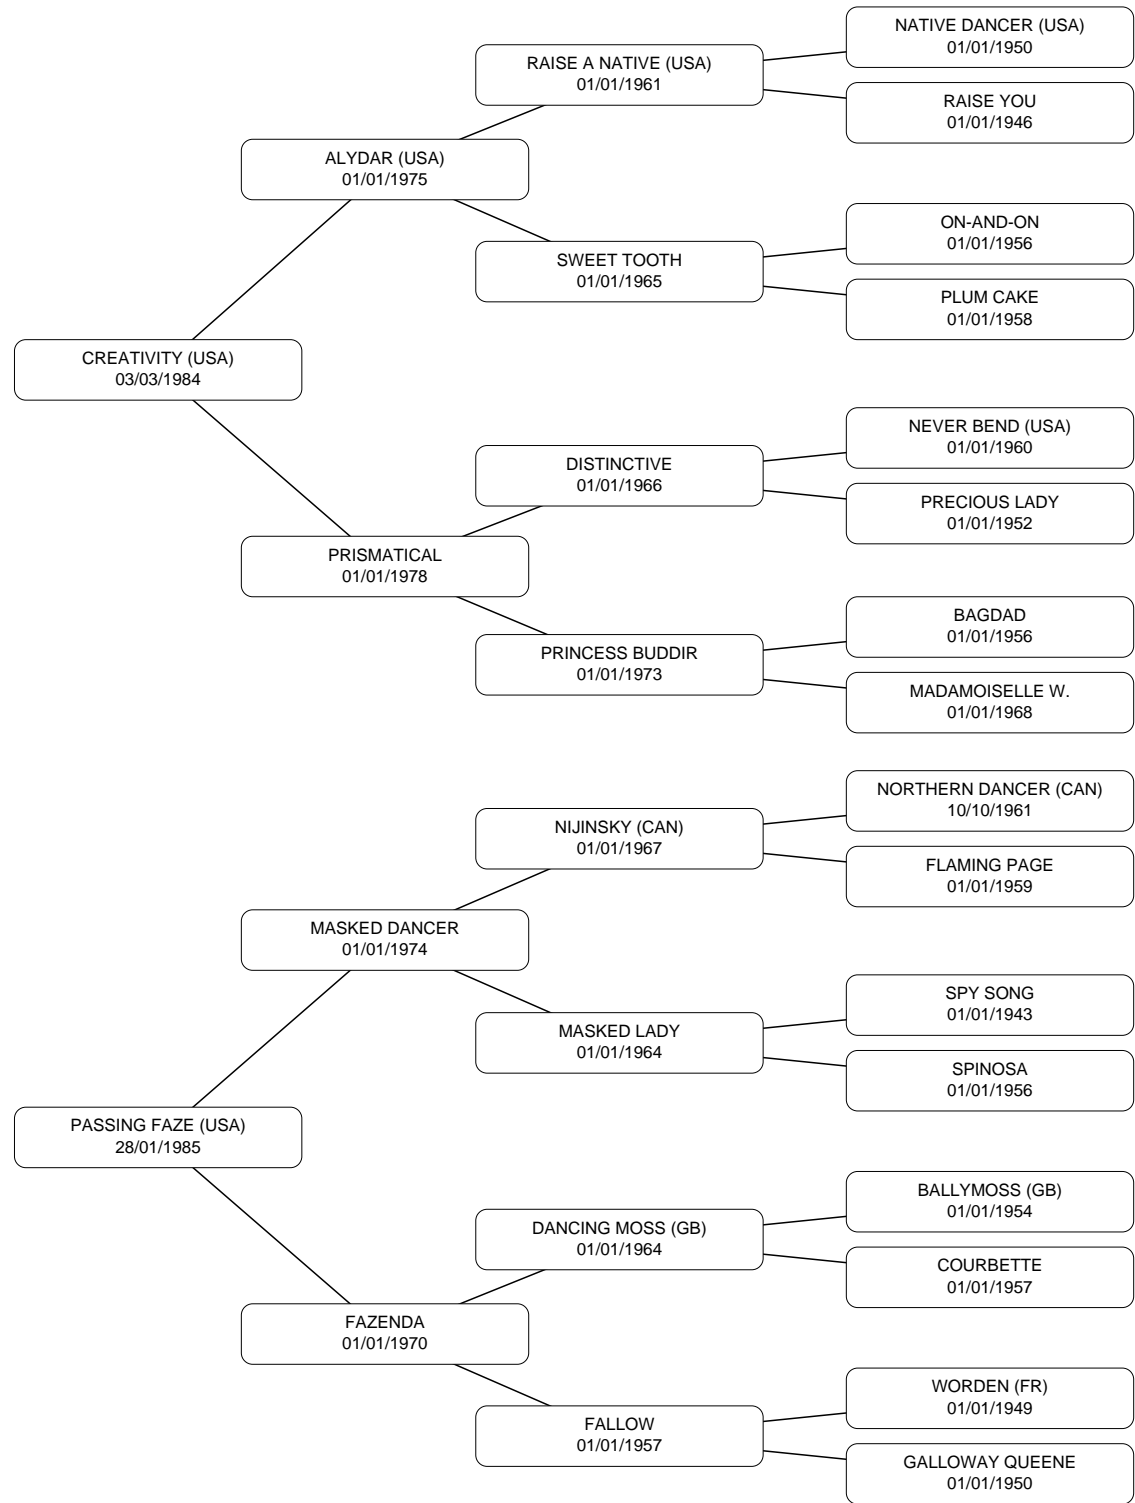 NATIVE DANCER (USA)
01/01/1950
RAISE A NATIVE (USA)
01/01/1961
RAISE YOU
01/01/1946
ALYDAR (USA)
01/01/1975
ON-AND-ON
01/01/1956
SWEET TOOTH
01/01/1965
PLUM CAKE
01/01/1958
CREATIVITY (USA)
03/03/1984
NEVER BEND (USA)
01/01/1960
DISTINCTIVE
01/01/1966
PRECIOUS LADY
01/01/1952
PRISMATICAL
01/01/1978
BAGDAD
01/01/1956
PRINCESS BUDDIR
01/01/1973
MADAMOISELLE W.
01/01/1968
NORTHERN DANCER (CAN)
10/10/1961
NIJINSKY (CAN)
01/01/1967
FLAMING PAGE
01/01/1959
MASKED DANCER
01/01/1974
SPY SONG
01/01/1943
MASKED LADY
01/01/1964
SPINOSA
01/01/1956
PASSING FAZE (USA)
28/01/1985
BALLYMOSS (GB)
01/01/1954
DANCING MOSS (GB)
01/01/1964
COURBETTE
01/01/1957
FAZENDA
01/01/1970
WORDEN (FR)
01/01/1949
FALLOW
01/01/1957
GALLOWAY QUEENE
01/01/1950